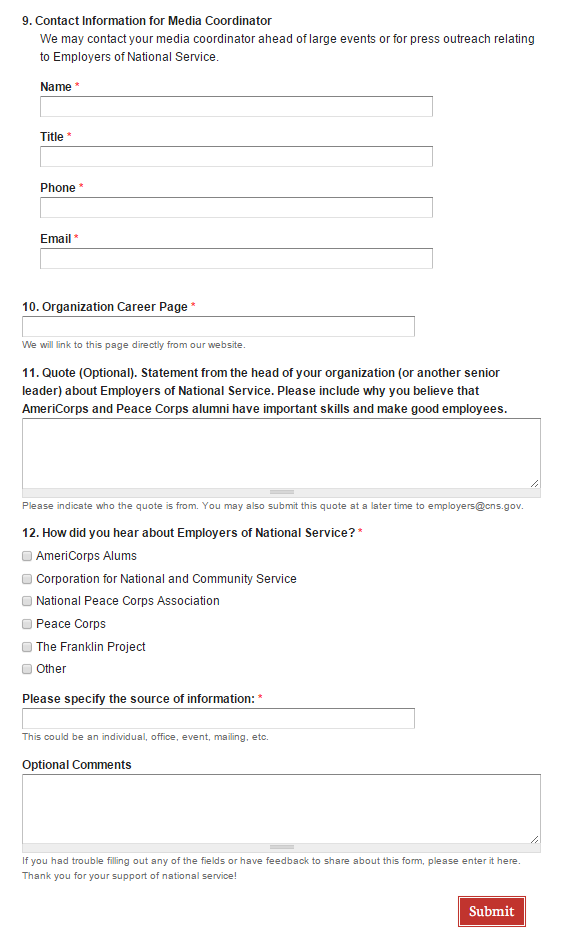 9. Contact Information for Media Coordinator
We may contact your media coordinator ahead of large events or for press outreach relating
to Employers of National Service.
Name *
Title *
Phone *
Email *
10. Organization Career Page *
We will link to this page directly from our website.
11. Quote (Optional). Statement from the head of your organization (or another senior
leader) about Employers of National Service. Please include why you believe that
AmeriCorps and Peace Corps alumni have important skills and make good employees.
Please indicate who the quote is from. You may also submit this quote at a later time to employers@cns.gov.
12. How did you hear about Employers of National Service? *
AmeriCorps Alums
Corporation for National and Community Service
National Peace Corps Association
Peace Corps
The Franklin Project
Other
Please specify the source of information: *
This could be an individual, office, event, mailing, etc.
Optional Comments
If you had trouble filling out any of the fields or have feedback to share about this form, please enter it here.
Thank you for your support of national service!
Submit